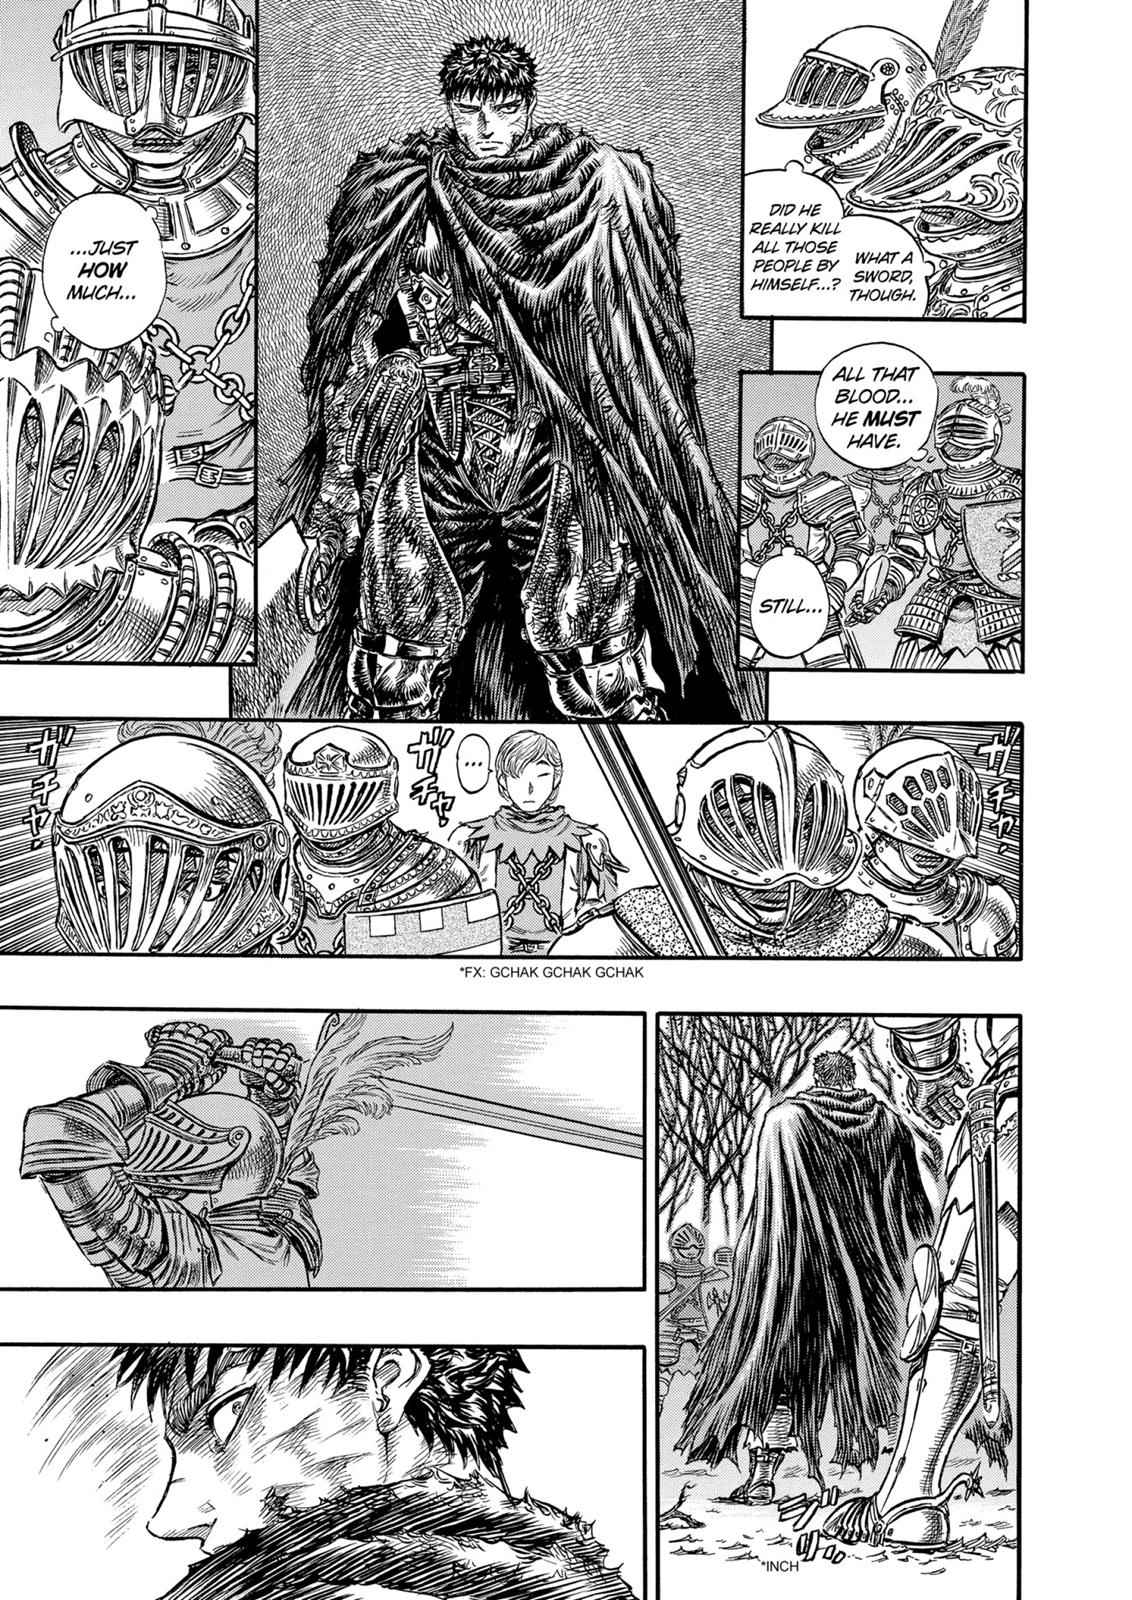 DID HE
REALLY KILL
ALL THOSE
PEOPLE BY
HIMSELF...?
WHAT A
SWORD,
THOUGH.
ALL THAT
BLOOD...
HE MUST
HAVE.
STILL...
...JUST
HOW
MUCH...
ガチャ
ガチャ
...
ガチャ
*FX: GCHAK GCHAK GCHAK
*INCH